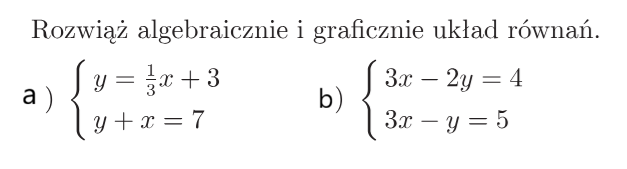 Rozwiąż algebraicznie i graficznie układ równań.
a) { y = 1/3x + 3
y + x = 7
b) { 3x − 2y = 4
3x − y = 5